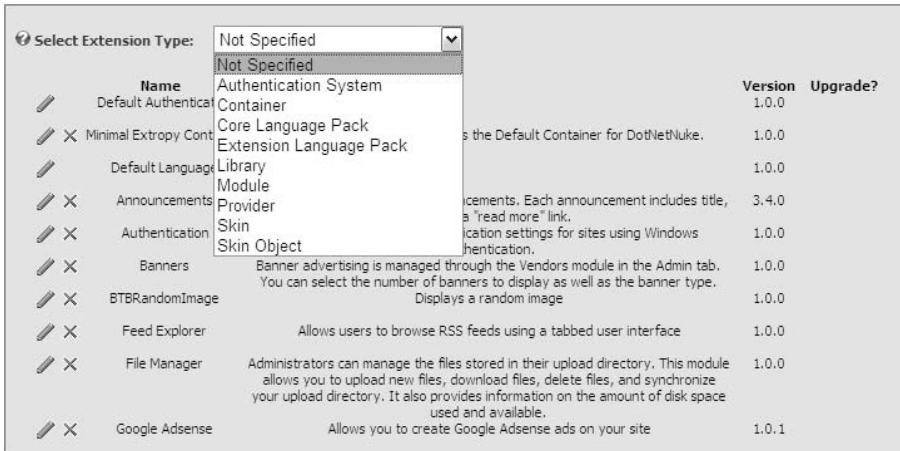 Select Extension Type: Not Specified
Not Specified
Authentication System
Container
Core Language Pack
Extension Language Pack
Library
Module
Provider
Skin
Skin Object
Name Version Upgrade?
Default Authenticat 1.0.0
Minimal Extropy Cont s the Default Container for DotNetNuke. 1.0.0
Default Language 1.0.0
Announcements ncements. Each announcement includes title, 3.4.0
a "read more" link.
Authentication ication settings for sites using Windows 1.0.0
thentication.
Banners Banner advertising is managed through the Vendors module in the Admin tab. 1.0.0
You can select the number of banners to display as well as the banner type.
BTBRandomImage Displays a random image 1.0.0
Feed Explorer Allows users to browse RSS feeds using a tabbed user interface 1.0.0
File Manager Administrators can manage the files stored in their upload directory. This module 1.0.0
allows you to upload new files, download files, delete files, and synchronize
your upload directory. It also provides information on the amount of disk space
used and available.
Google Adsense Allows you to create Google Adsense ads on your site 1.0.1